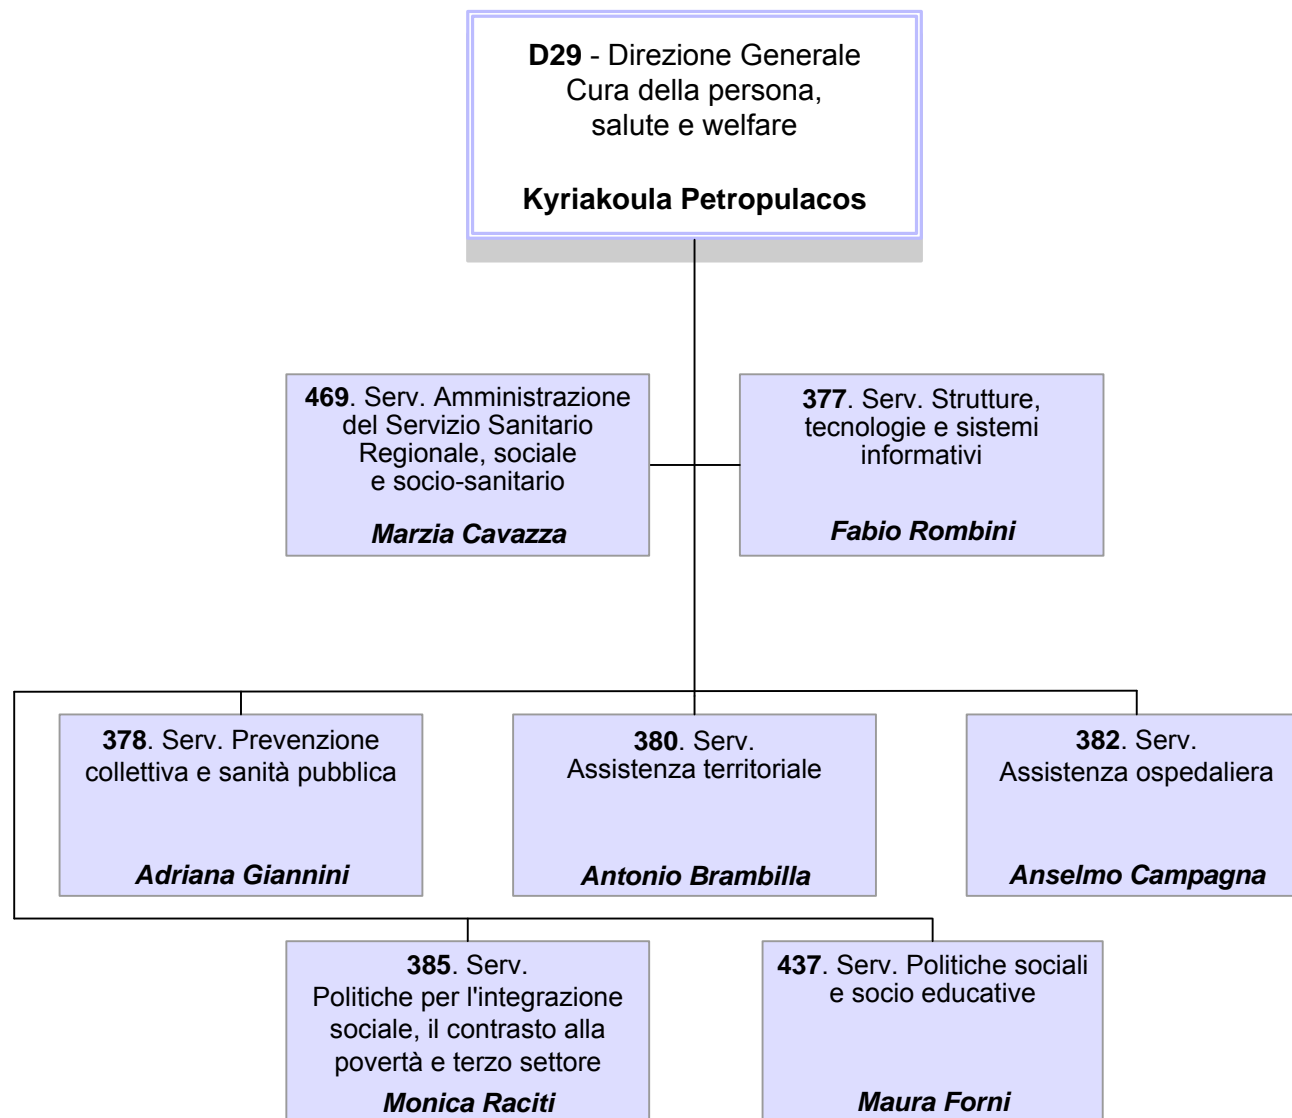 D29 - Direzione Generale
Cura della persona,
salute e welfare
Kyriakoula Petropulacos
469. Serv. Amministrazione
del Servizio Sanitario
Regionale, sociale
e socio-sanitario
Marzia Cavazza
377. Serv. Strutture,
tecnologie e sistemi
informativi
Fabio Rombini
378. Serv. Prevenzione
collettiva e sanità pubblica
Adriana Giannini
380. Serv.
Assistenza territoriale
Antonio Brambilla
382. Serv.
Assistenza ospedaliera
Anselmo Campagna
385. Serv.
Politiche per l'integrazione
sociale, il contrasto alla
povertà e terzo settore
Monica Raciti
437. Serv. Politiche sociali
e socio educative
Maura Forni